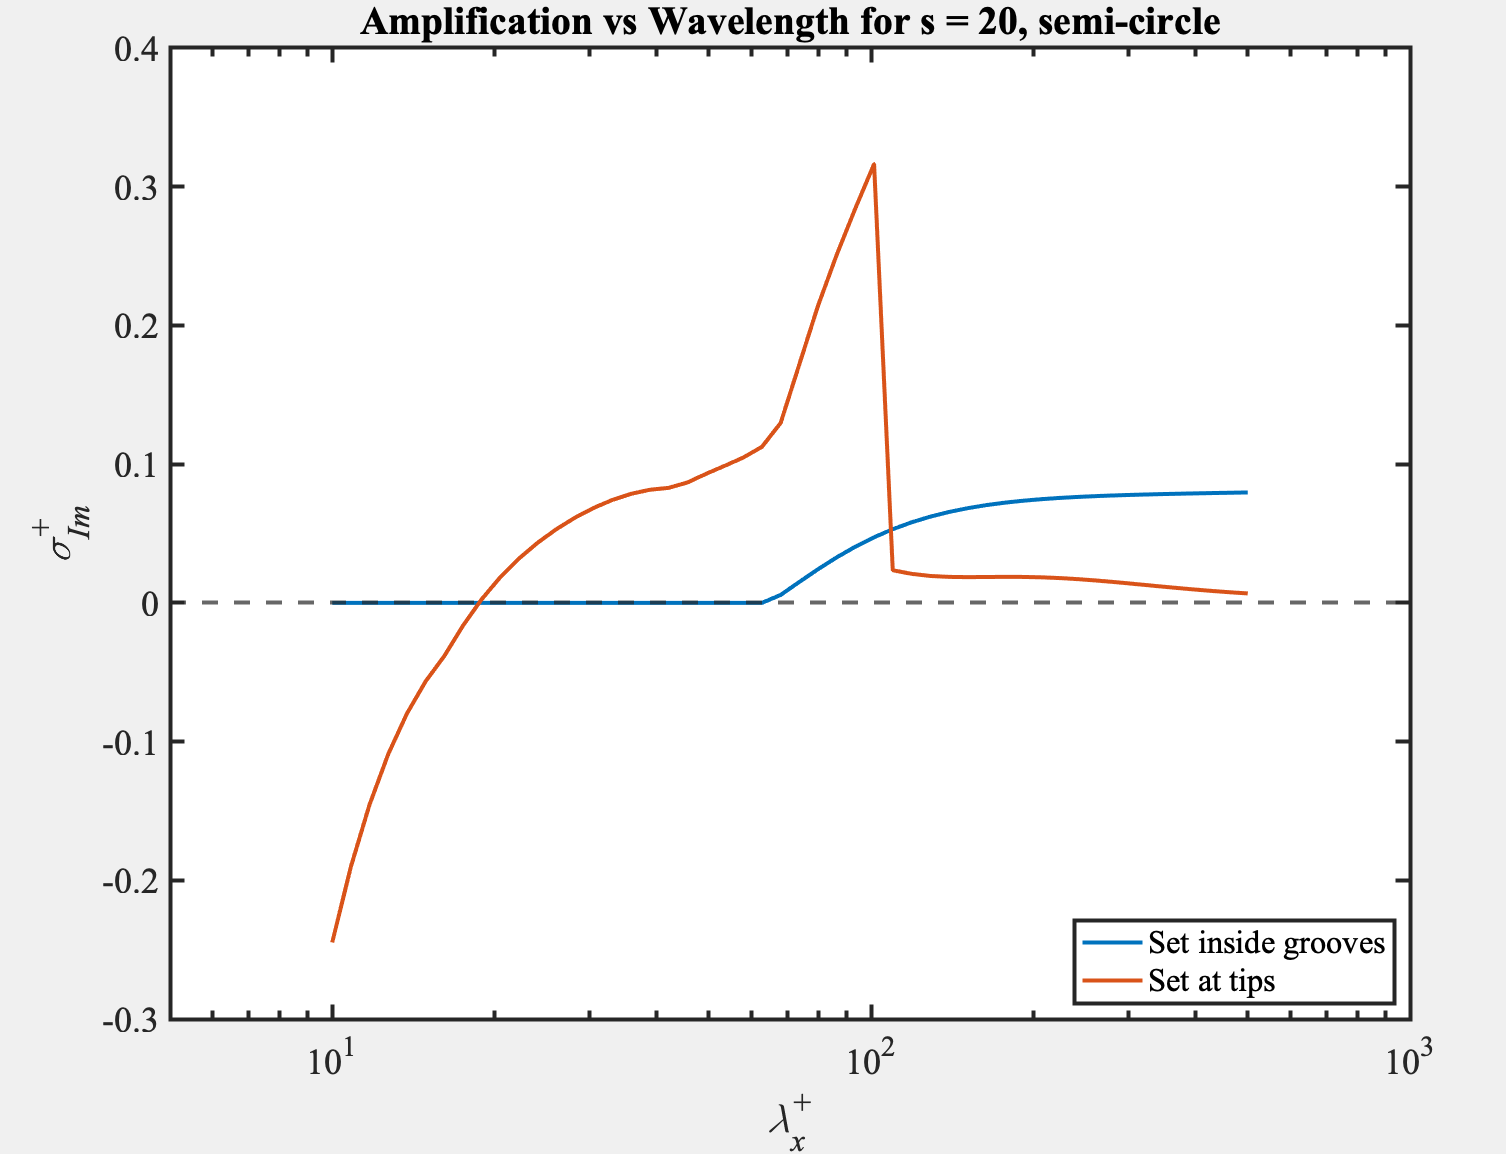 Amplification vs Wavelength for s = 20, semi-circle
0.4
0.3
0.2
0.1
0
-0.1
-0.2
-0.3
σ⁺Im
10¹
10²
10³
λ⁺x
Set inside grooves
Set at tips